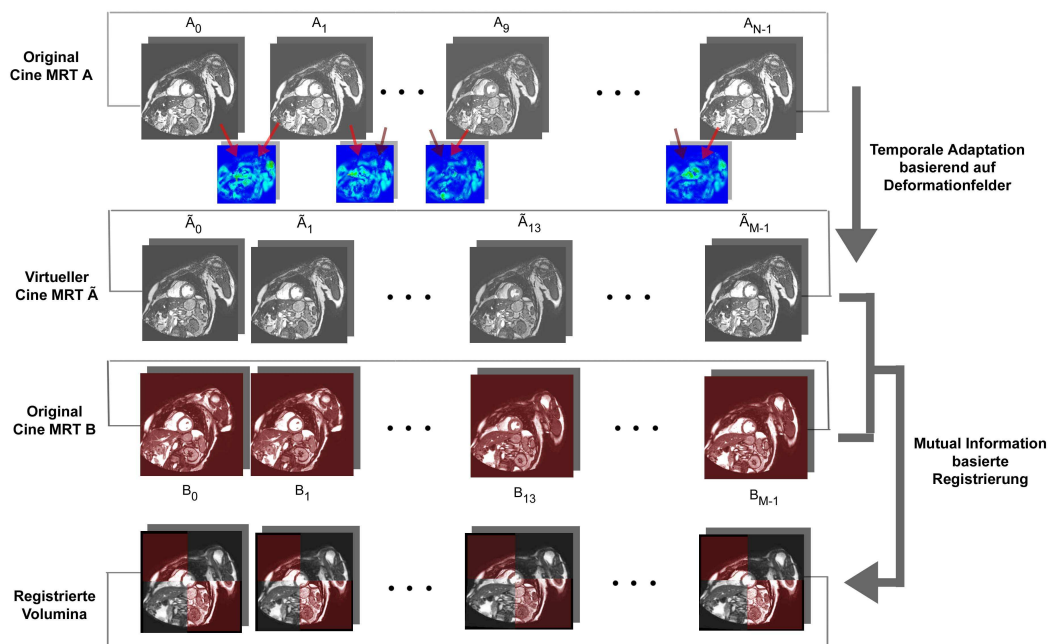 A0 A1 A9 AN-1
Original
Cine MRT A
Temporale Adaptation
basierend auf
Deformationfelder
Ã0 Ã1 Ã13 ÃM-1
Virtueller
Cine MRT Ã
Original
Cine MRT B
B0 B1 B13 BM-1
Mutual Information
basierte
Registrierung
Registrierte
Volumina